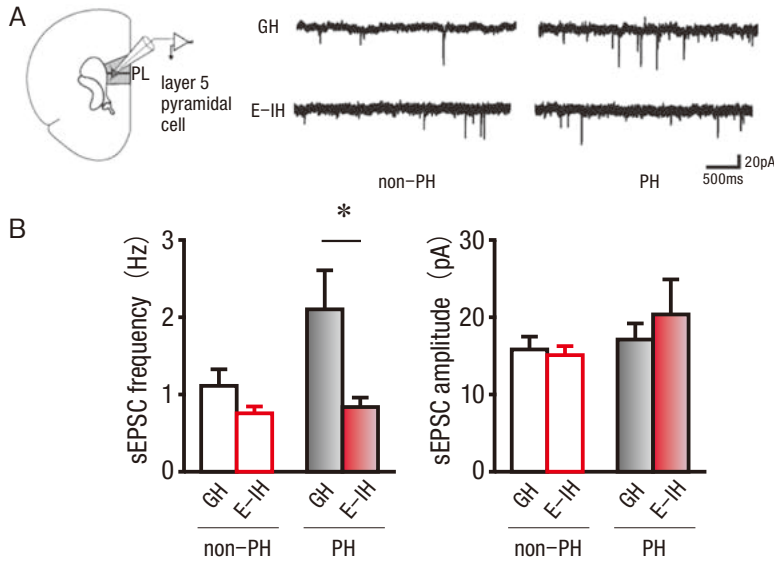 A
PL
layer 5
pyramidal
cell
GH
E-IH
non-PH
PH
20pA
500ms
B
*
sEPSC frequency (Hz)
3
2
1
0
GH
E-IH
GH
E-IH
non-PH
PH
sEPSC amplitude (pA)
30
20
10
0
GH
E-IH
GH
E-IH
non-PH
PH